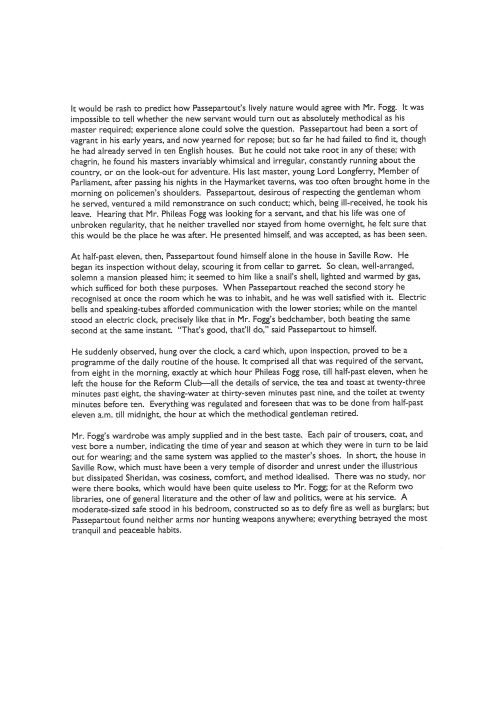 It would be rash to predict how Passepartout's lively nature would agree with Mr. Fogg.  It was
impossible to tell whether the new servant would turn out as absolutely methodical as his
master required; experience alone could solve the question.  Passepartout had been a sort of
vagrant in his early years, and now yearned for repose; but so far he had failed to find it, though
he had already served in ten English houses.  But he could not take root in any of these; with
chagrin, he found his masters invariably whimsical and irregular, constantly running about the
country, or on the look-out for adventure. His last master, young Lord Longferry, Member of
Parliament, after passing his nights in the Haymarket taverns, was too often brought home in the
morning on policemen's shoulders.  Passepartout, desirous of respecting the gentleman whom
he served, ventured a mild remonstrance on such conduct; which, being ill-received, he took his
leave.  Hearing that Mr. Phileas Fogg was looking for a servant, and that his life was one of
unbroken regularity, that he neither travelled nor stayed from home overnight, he felt sure that
this would be the place he was after. He presented himself, and was accepted, as has been seen.

At half-past eleven, then, Passepartout found himself alone in the house in Saville Row.  He
began its inspection without delay, scouring it from cellar to garret.  So clean, well-arranged,
solemn a mansion pleased him; it seemed to him like a snail's shell, lighted and warmed by gas,
which sufficed for both these purposes.  When Passepartout reached the second story he
recognised at once the room which he was to inhabit, and he was well satisfied with it.  Electric
bells and speaking-tubes afforded communication with the lower stories; while on the mantel
stood an electric clock, precisely like that in Mr. Fogg's bedchamber, both beating the same
second at the same instant.  "That's good, that'll do," said Passepartout to himself.

He suddenly observed, hung over the clock, a card which, upon inspection, proved to be a
programme of the daily routine of the house. It comprised all that was required of the servant,
from eight in the morning, exactly at which hour Phileas Fogg rose, till half-past eleven, when he
left the house for the Reform Club—all the details of service, the tea and toast at twenty-three
minutes past eight, the shaving-water at thirty-seven minutes past nine, and the toilet at twenty
minutes before ten.  Everything was regulated and foreseen that was to be done from half-past
eleven a.m. till midnight, the hour at which the methodical gentleman retired.

Mr. Fogg's wardrobe was amply supplied and in the best taste.  Each pair of trousers, coat, and
vest bore a number, indicating the time of year and season at which they were in turn to be laid
out for wearing; and the same system was applied to the master's shoes.  In short, the house in
Saville Row, which must have been a very temple of disorder and unrest under the illustrious
but dissipated Sheridan, was cosiness, comfort, and method idealised.  There was no study, nor
were there books, which would have been quite useless to Mr. Fogg; for at the Reform two
libraries, one of general literature and the other of law and politics, were at his service.  A
moderate-sized safe stood in his bedroom, constructed so as to defy fire as well as burglars; but
Passepartout found neither arms nor hunting weapons anywhere; everything betrayed the most
tranquil and peaceable habits.